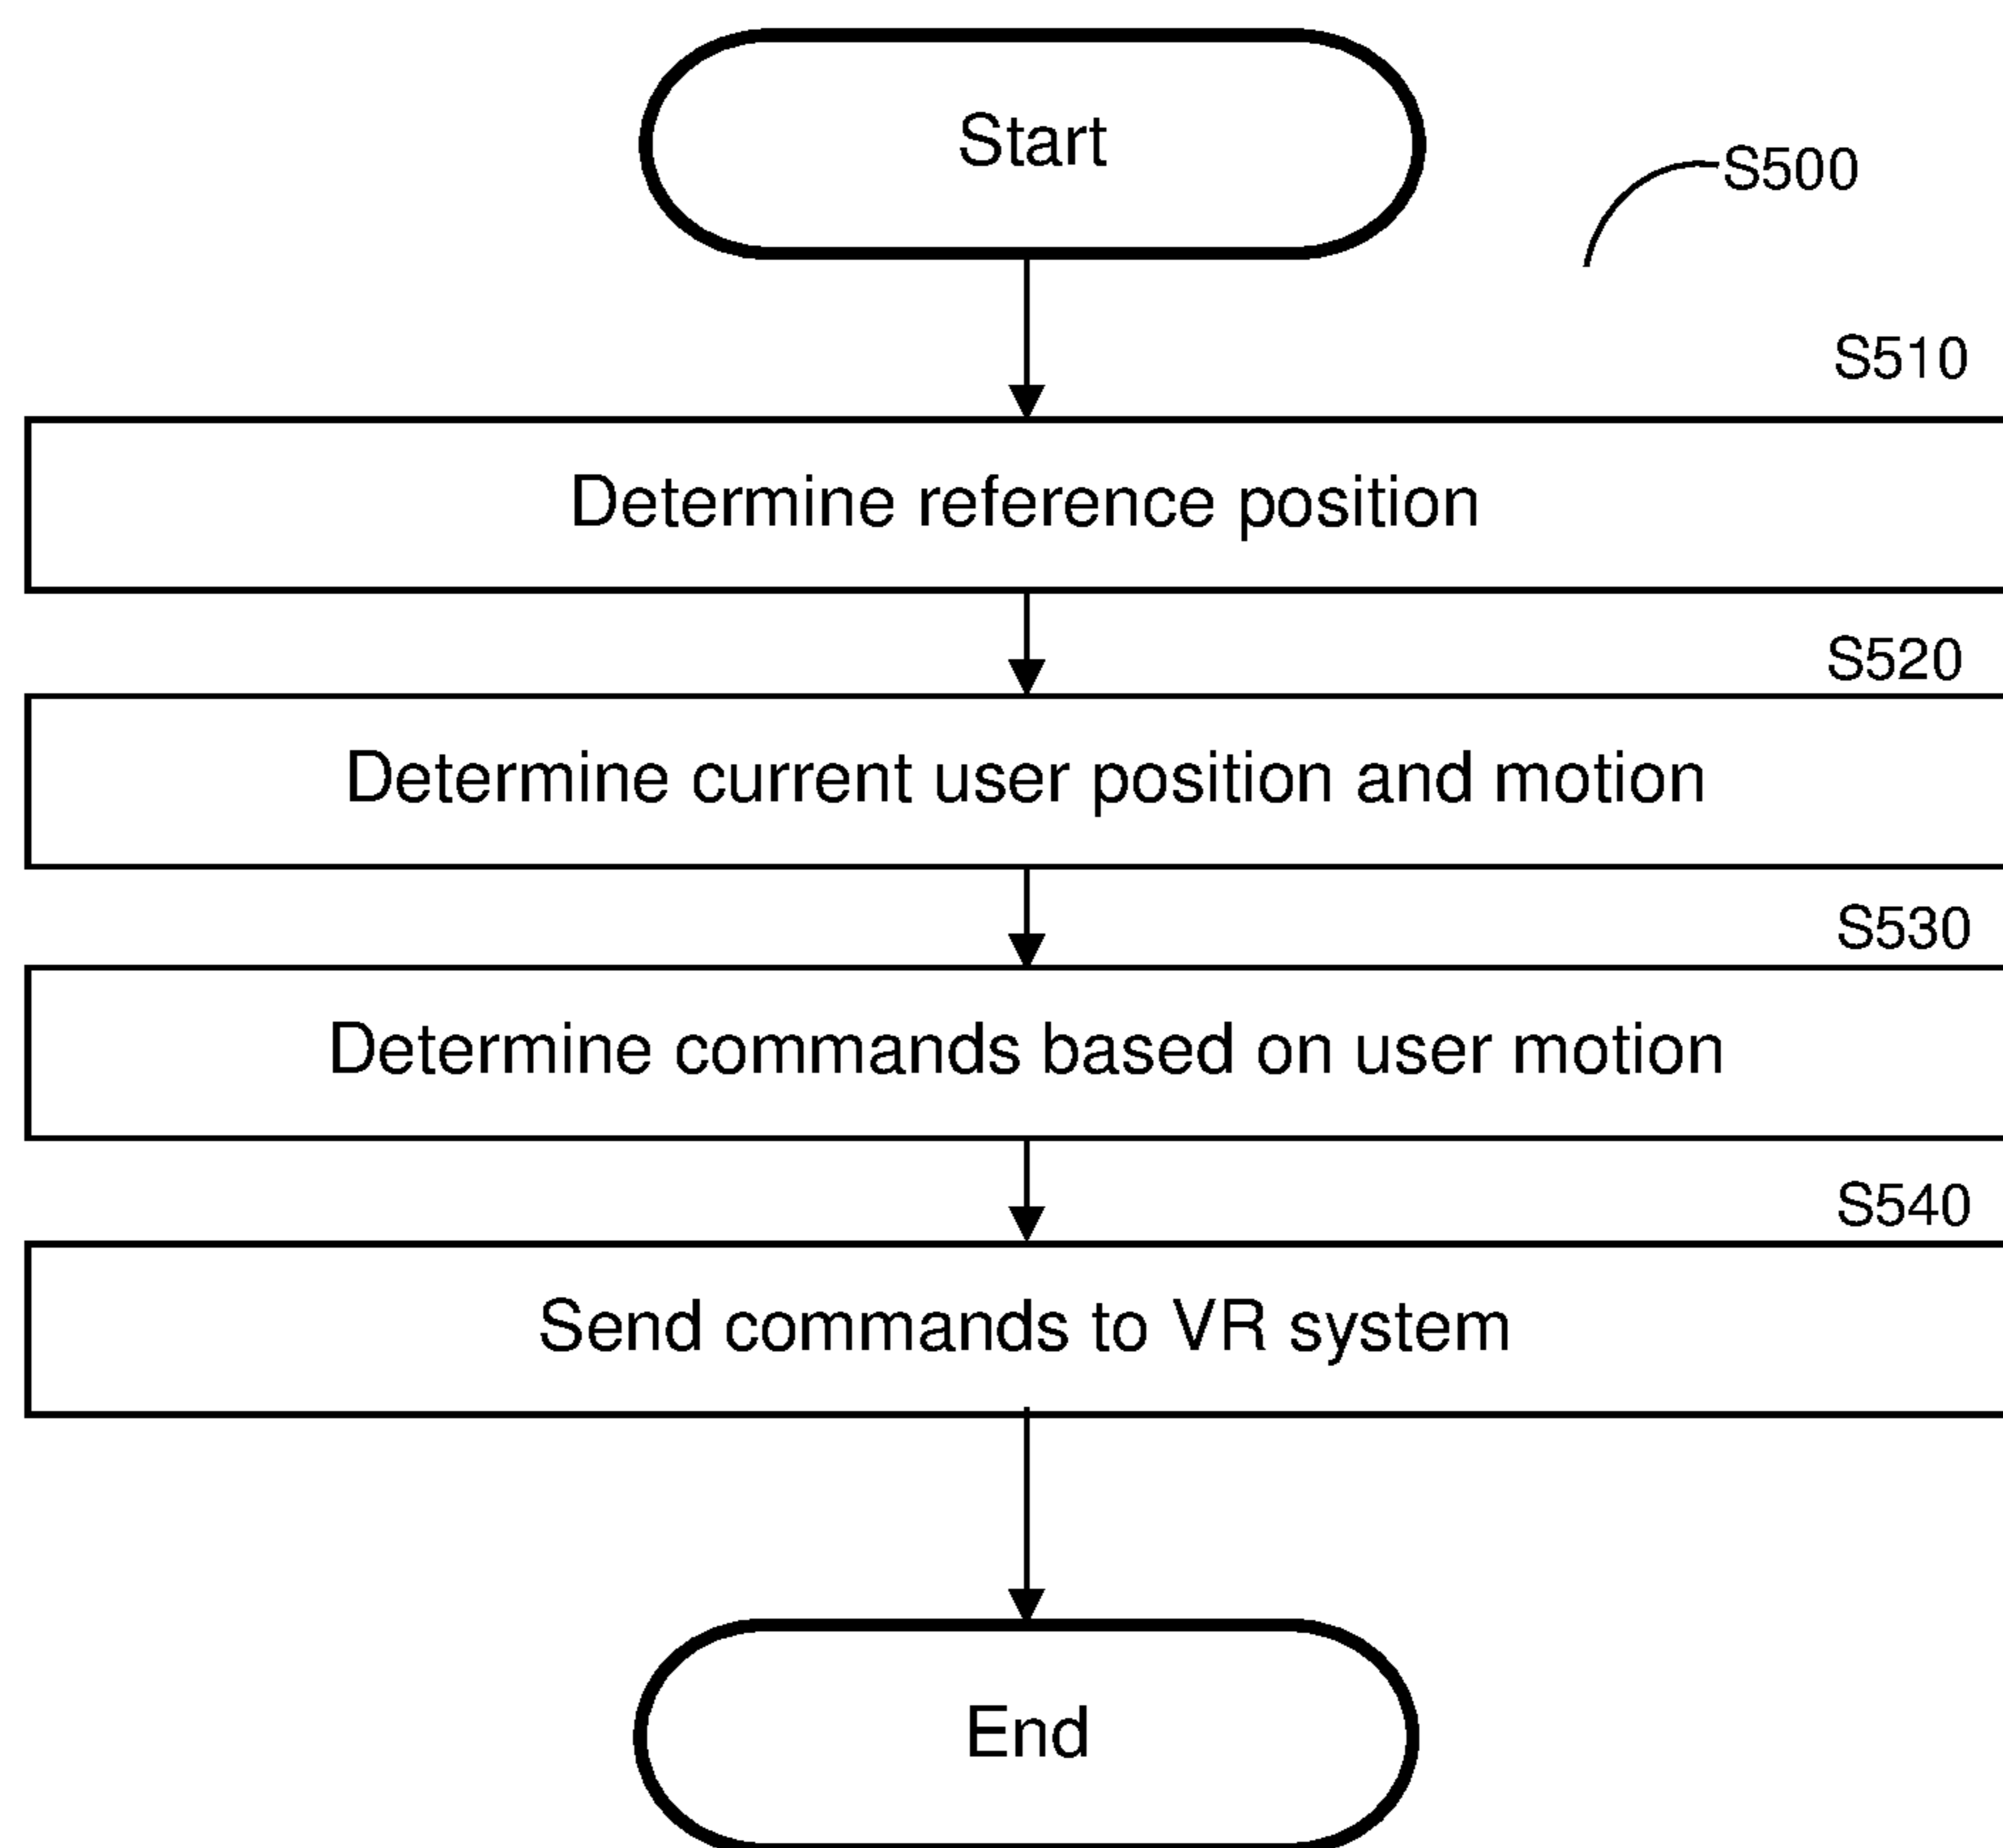 Start
S500
S510
Determine reference position
S520
Determine current user position and motion
S530
Determine commands based on user motion
S540
Send commands to VR system
End